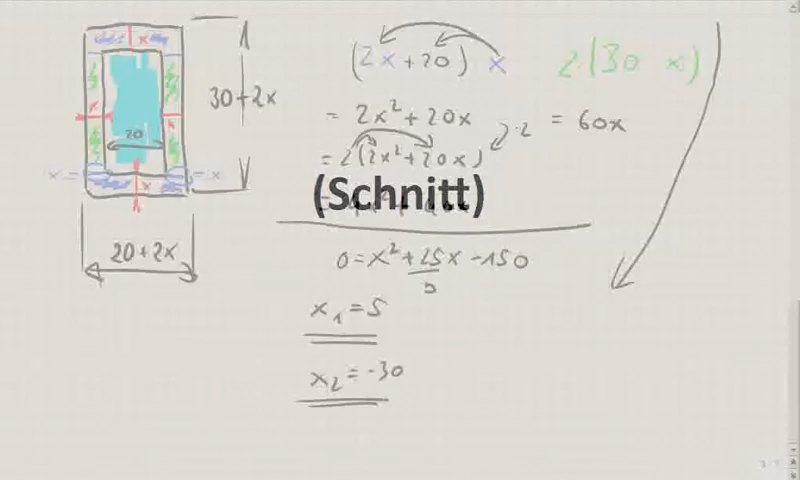 x
30+2x
x
x
20
x = = x
x
20+2x
(2x+20) x
2(30 x)
= 2x²+20x
·2
= 60x
= 2(2x²+20x)
(Schnitt)
0=x²+25x-150
x₁=5
x₂=-30